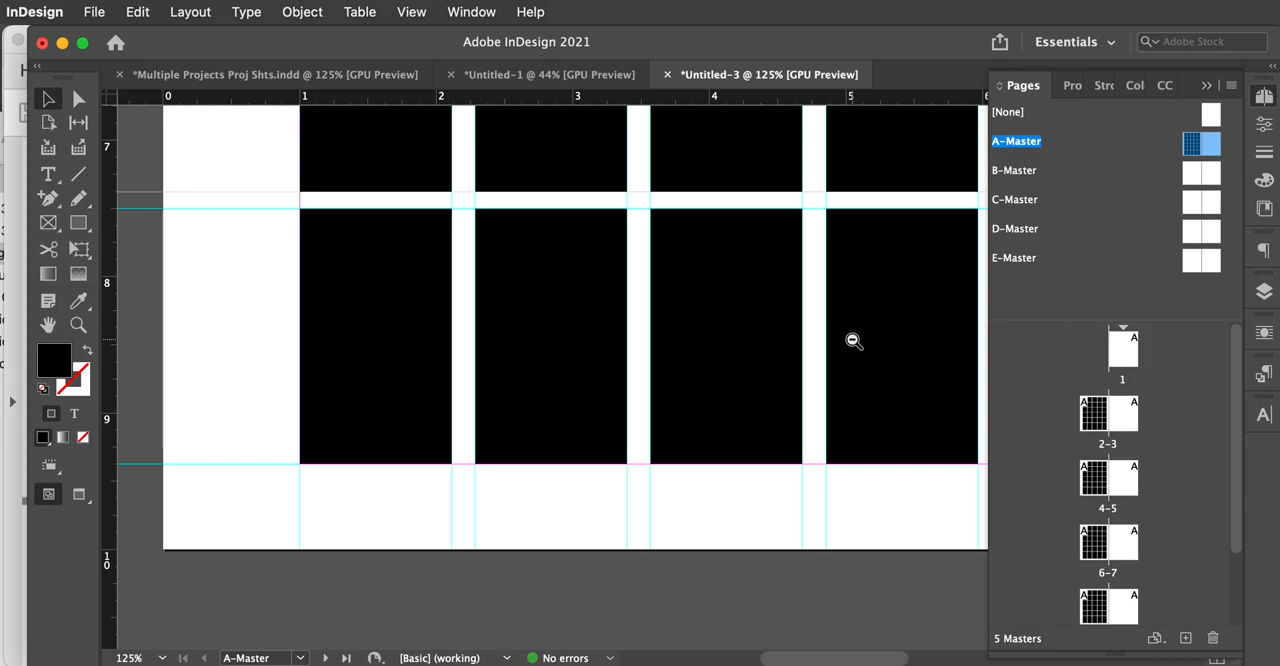 InDesign File Edit Layout Type Object Table View Window Help
Adobe InDesign 2021
Essentials
Adobe Stock
*Multiple Projects Proj Shts.indd @ 125% [GPU Preview]
*Untitled-1 @ 44% [GPU Preview]
*Untitled-3 @ 125% [GPU Preview]
0 1 2 3 4 5 6
7
8
9
1
0
Pages Pro Strc Col CC
[None]
A-Master
B-Master
C-Master
D-Master
E-Master
A
1
A A
2-3
A A
4-5
A A
6-7
A A
5 Masters
T
T
A
125% A-Master [Basic] (working) No errors